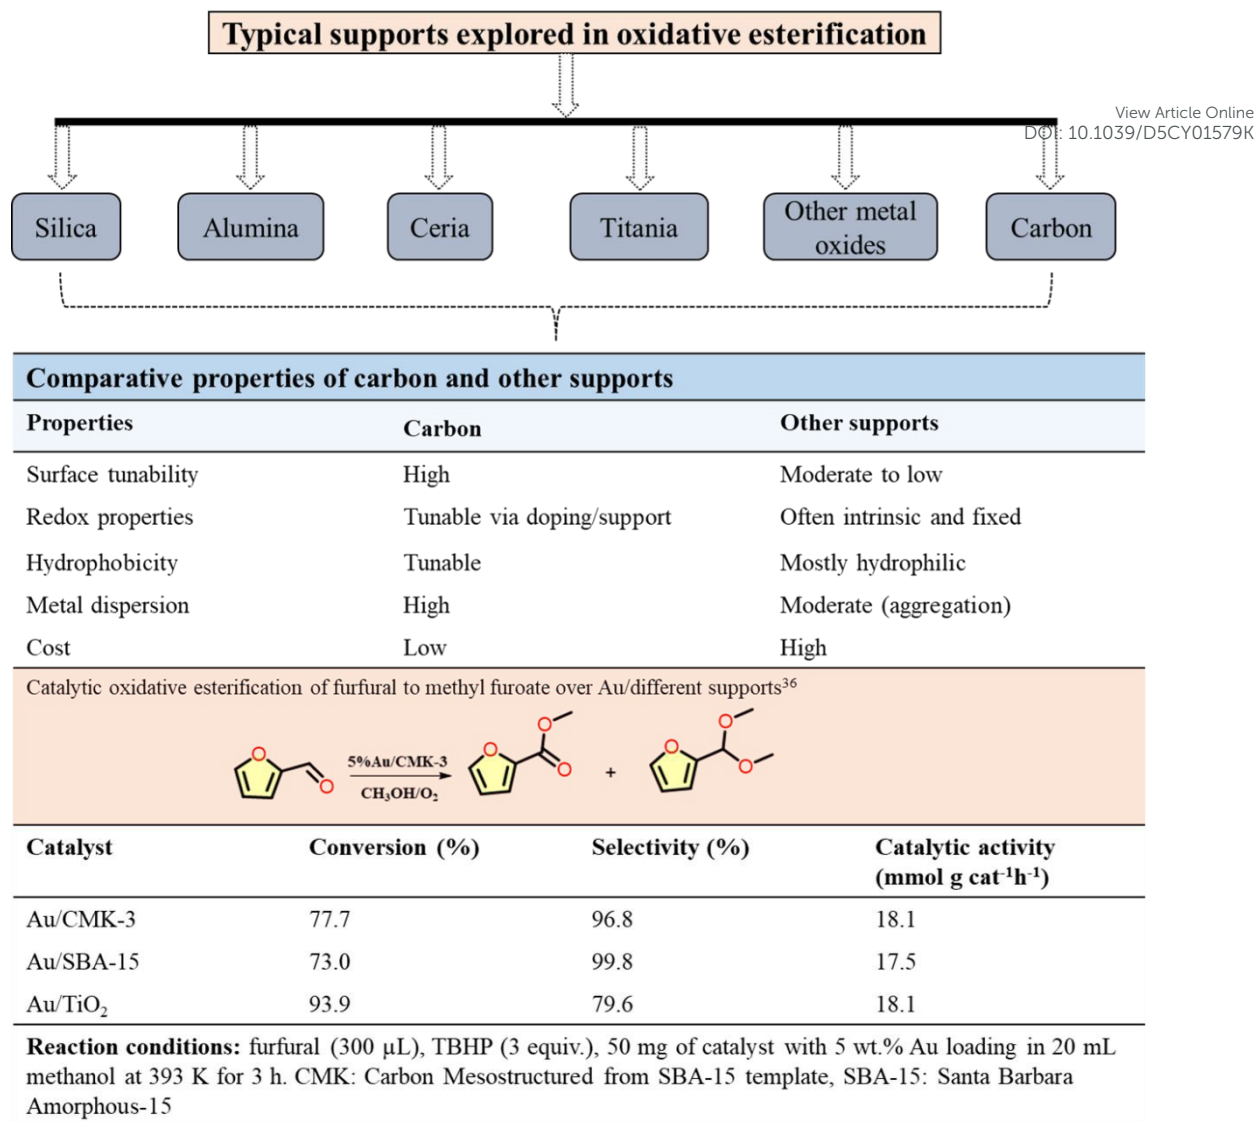 Typical supports explored in oxidative esterification
View Article Online
DOI: 10.1039/D5CY01579K
Silica
Alumina
Ceria
Titania
Other metal
oxides
Carbon
Comparative properties of carbon and other supports
Properties Carbon Other supports
Surface tunability High Moderate to low
Redox properties Tunable via doping/support Often intrinsic and fixed
Hydrophobicity Tunable Mostly hydrophilic
Metal dispersion High Moderate (aggregation)
Cost Low High
Catalytic oxidative esterification of furfural to methyl furoate over Au/different supports³⁶
O O 5%Au/CMK-3 CH₃OH/O₂ O O O + O O O
Catalyst Conversion (%) Selectivity (%) Catalytic activity
(mmol g cat⁻¹h⁻¹)
Au/CMK-3 77.7 96.8 18.1
Au/SBA-15 73.0 99.8 17.5
Au/TiO₂ 93.9 79.6 18.1
Reaction conditions: furfural (300 µL), TBHP (3 equiv.), 50 mg of catalyst with 5 wt.% Au loading in 20 mL
methanol at 393 K for 3 h. CMK: Carbon Mesostructured from SBA-15 template, SBA-15: Santa Barbara
Amorphous-15